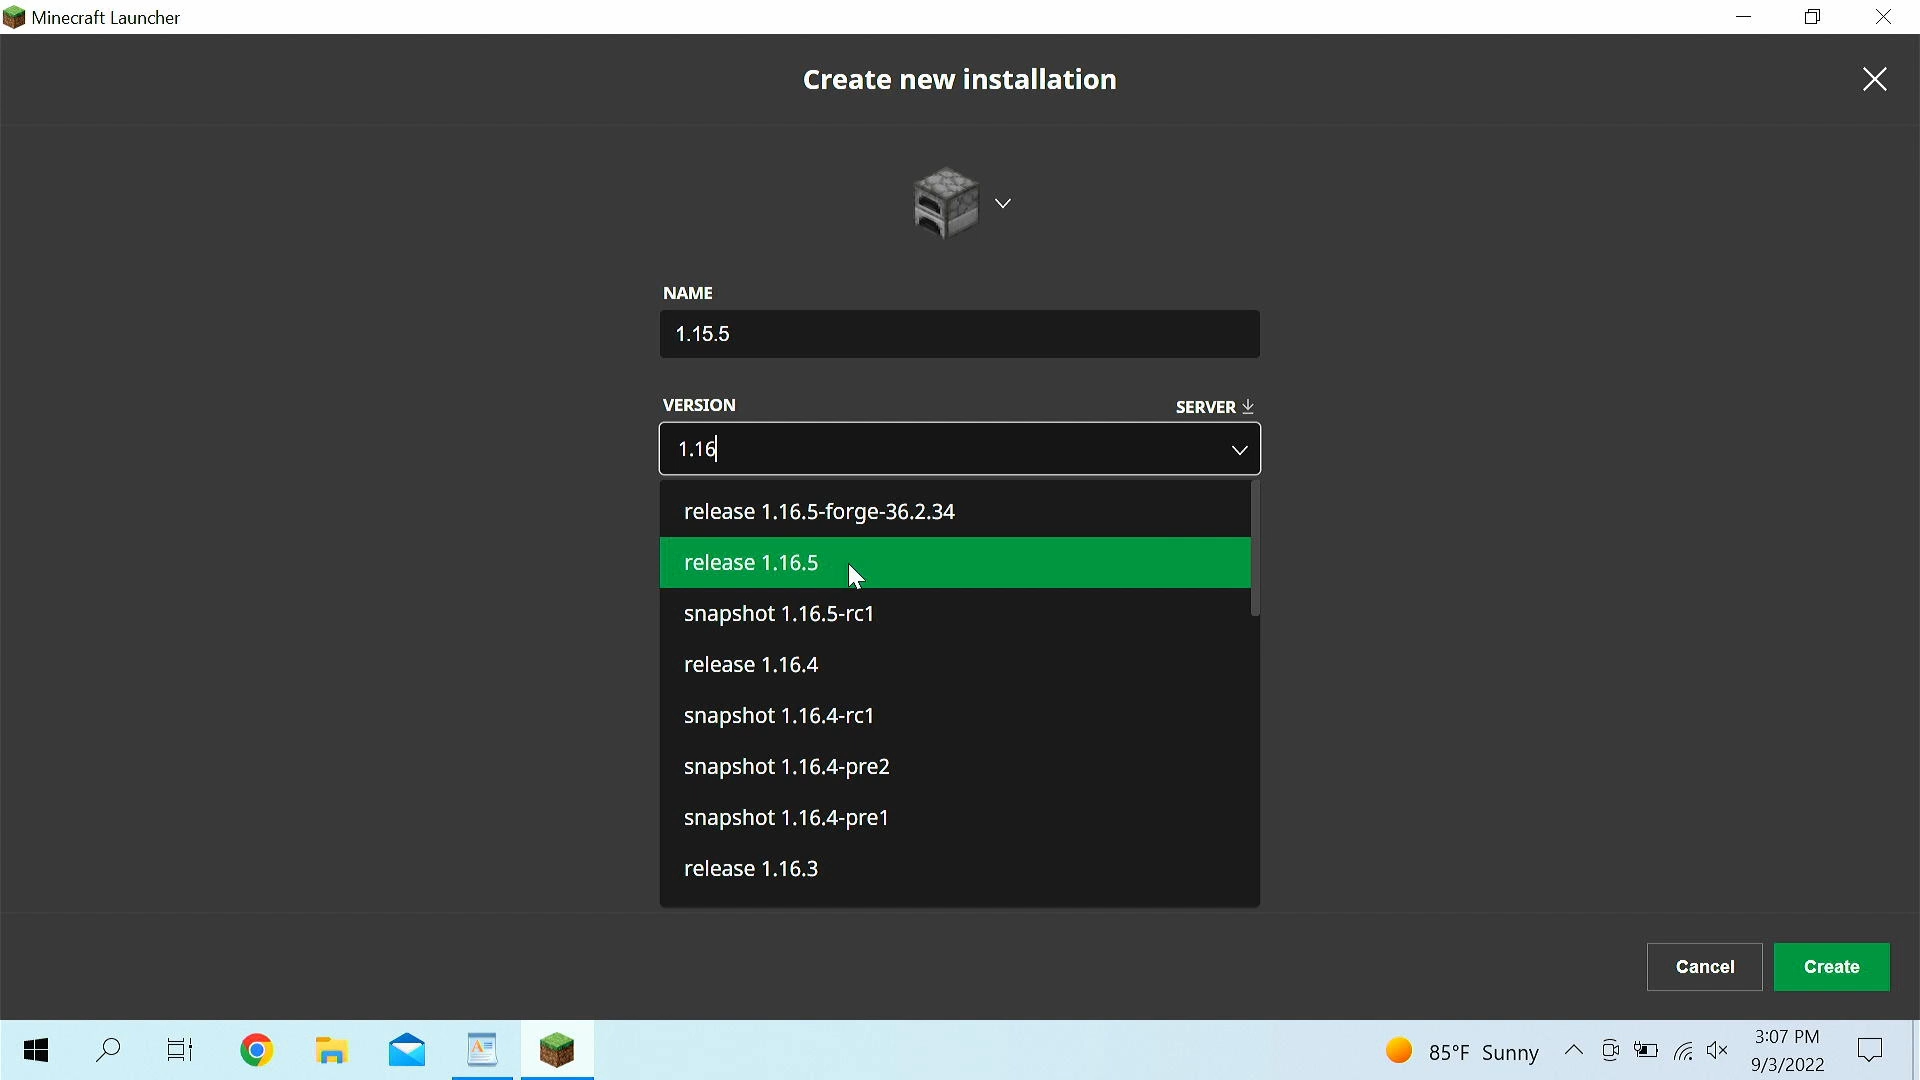 Minecraft Launcher
Create new installation
NAME
1.15.5
VERSION
SERVER
1.16
release 1.16.5-forge-36.2.34
release 1.16.5
snapshot 1.16.5-rc1
release 1.16.4
snapshot 1.16.4-rc1
snapshot 1.16.4-pre2
snapshot 1.16.4-pre1
release 1.16.3
Cancel
Create
85°F Sunny
3:07 PM
9/3/2022